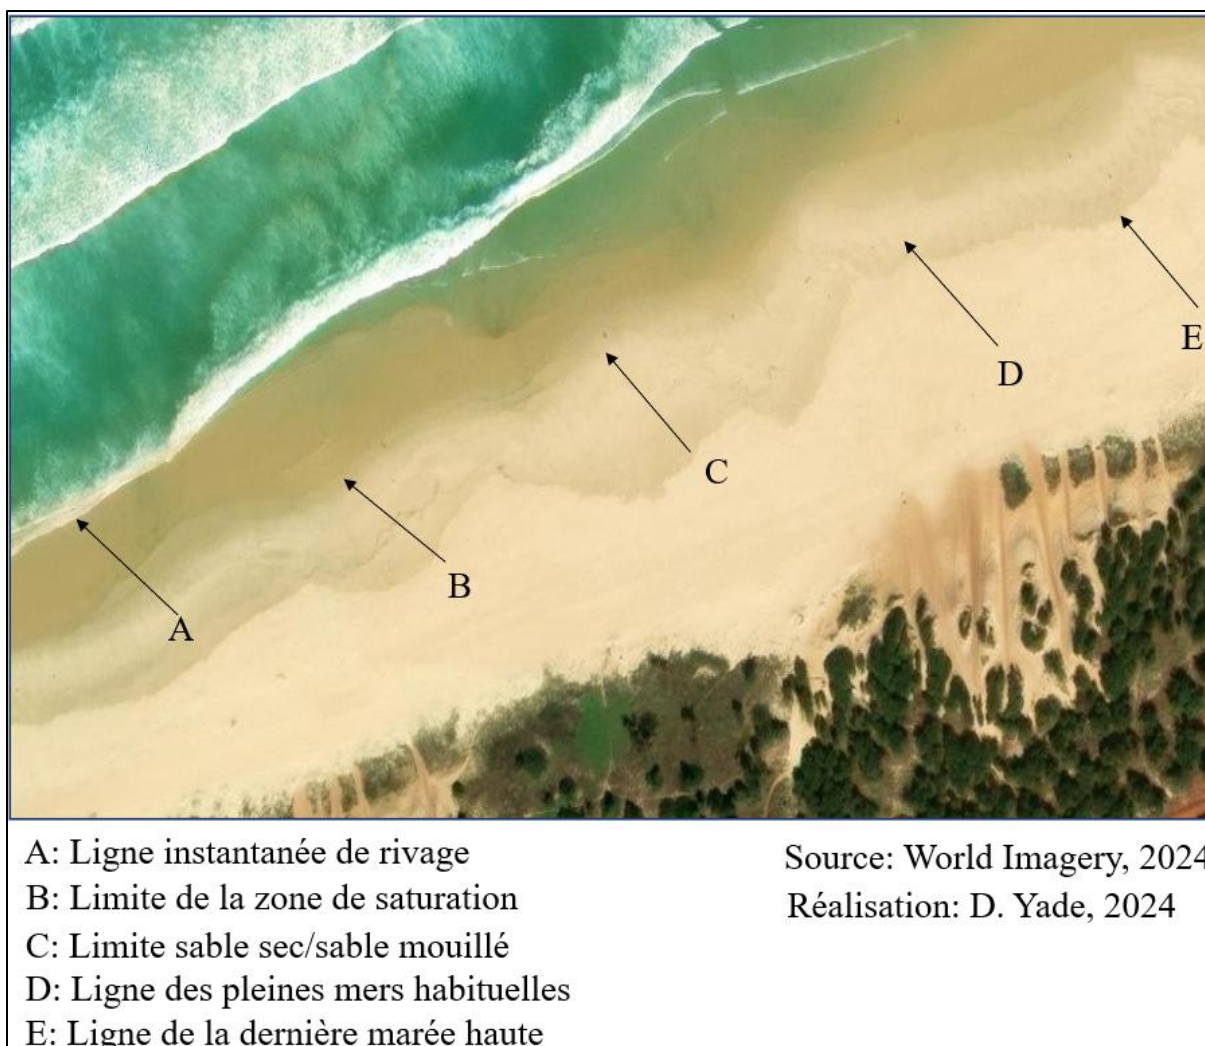 A
B
C
D
E
A: Ligne instantanée de rivage
B: Limite de la zone de saturation
C: Limite sable sec/sable mouillé
D: Ligne des pleines mers habituelles
E: Ligne de la dernière marée haute
Source: World Imagery, 2024
Réalisation: D. Yade, 2024